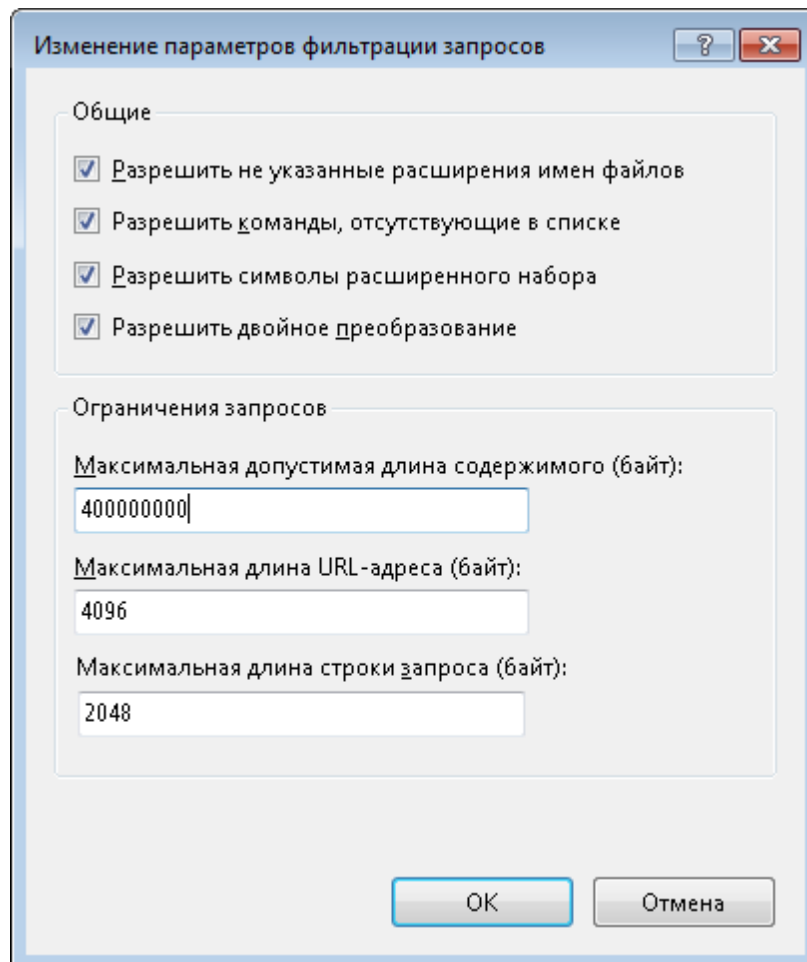 Изменение параметров фильтрации запросов
?
Общие
Разрешить не указанные расширения имен файлов
Разрешить команды, отсутствующие в списке
Разрешить символы расширенного набора
Разрешить двойное преобразование
Ограничения запросов
Максимальная допустимая длина содержимого (байт):
400000000
Максимальная длина URL-адреса (байт):
4096
Максимальная длина строки запроса (байт):
2048
ОК Отмена